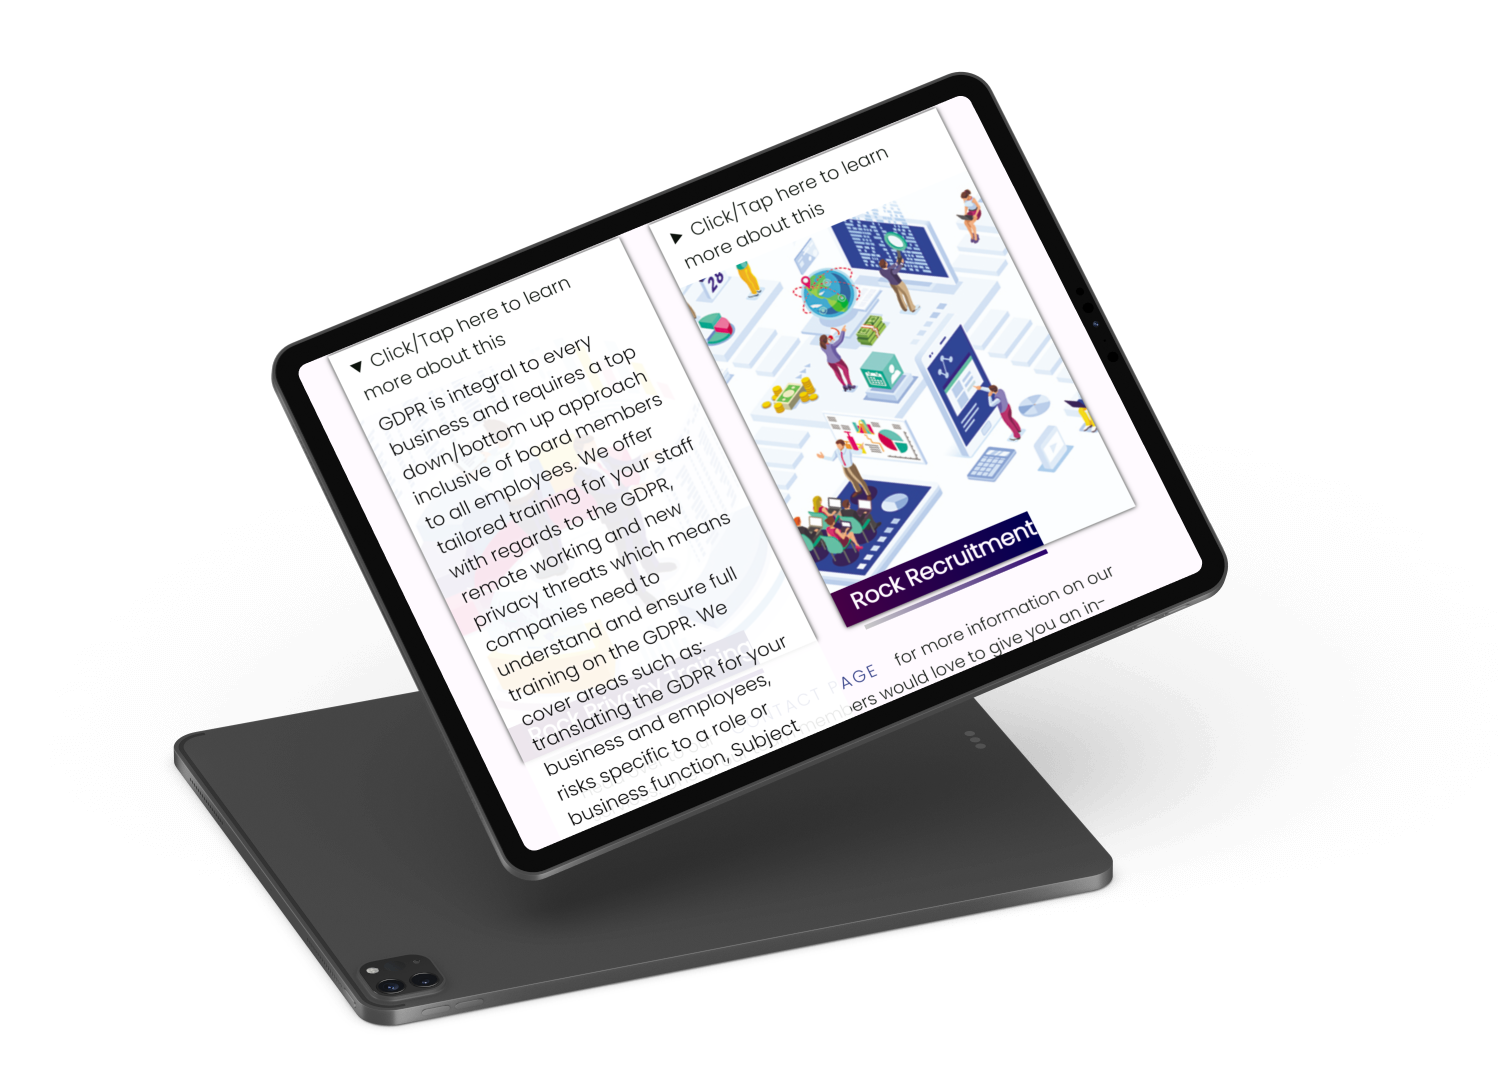 ▼ Click/Tap here to learn
more about this
GDPR is integral to every
business and requires a top
down/bottom up approach
inclusive of board members
to all employees. We offer
tailored training for your staff
with regards to the GDPR,
remote working and new
privacy threats which means
companies need to
understand and ensure full
training on the GDPR. We
cover areas such as:
translating the GDPR for your
business and employees,
risks specific to a role or
business function, Subject
Rock Privacy Training
▶ Click/Tap here to learn
more about this
28
Rock Recruitment
CONTACT PAGE for more information on our
members would love to give you an in-